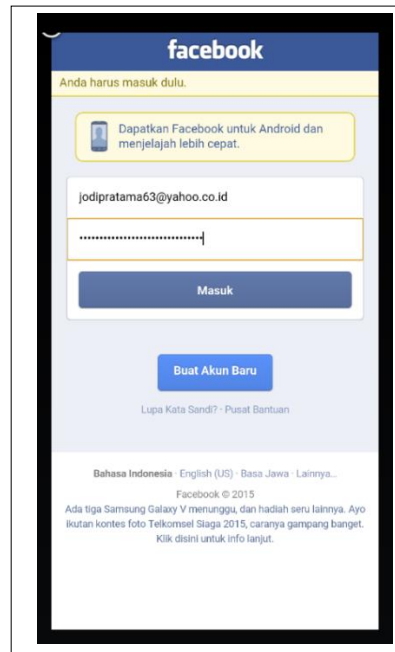 facebook
Anda harus masuk dulu.
Dapatkan Facebook untuk Android dan
menjelajah lebih cepat.
jodipratama63@yahoo.co.id
Masuk
Buat Akun Baru
Lupa Kata Sandi? · Pusat Bantuan
Bahasa Indonesia · English (US) · Basa Jawa · Lainnya...
Facebook © 2015
Ada tiga Samsung Galaxy V menunggu, dan hadiah seru lainnya. Ayo
ikutan kontes foto Telkomsel Siaga 2015, caranya gampang banget.
Klik disini untuk info lanjut.